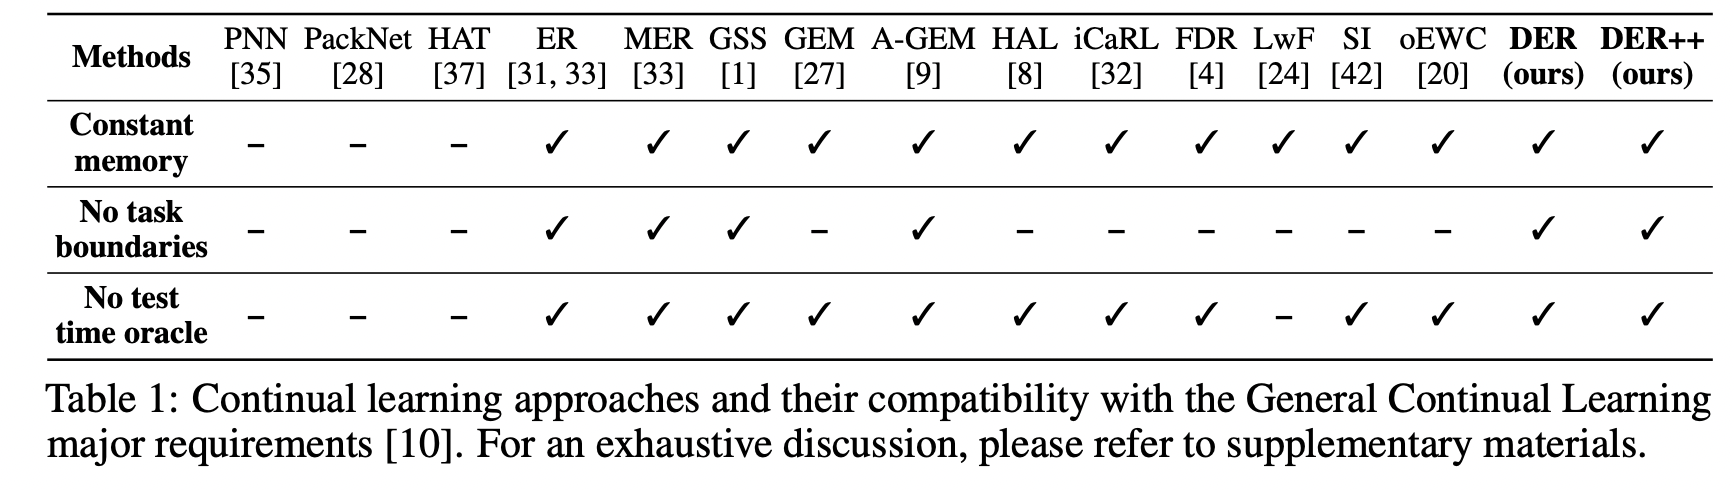 Methods PNN [35] PackNet [28] HAT [37] ER [31, 33] MER [33] GSS [1] GEM [27] A-GEM [9] HAL [8] iCaRL [32] FDR [4] LwF [24] SI [42] oEWC [20] DER (ours) DER++ (ours)
Constant memory – – – ✓ ✓ ✓ ✓ ✓ ✓ ✓ ✓ ✓ ✓ ✓ ✓ ✓
No task boundaries – – – ✓ ✓ ✓ – ✓ – – – – – – ✓ ✓
No test time oracle – – – ✓ ✓ ✓ ✓ ✓ ✓ ✓ ✓ – ✓ ✓ ✓ ✓
Table 1: Continual learning approaches and their compatibility with the General Continual Learning
major requirements [10]. For an exhaustive discussion, please refer to supplementary materials.